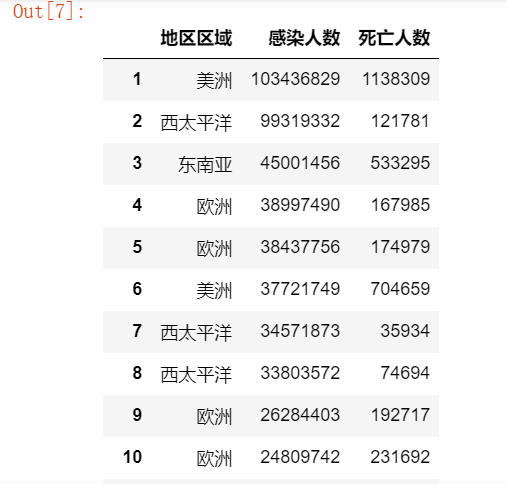 Out[7]:
地区区域 感染人数 死亡人数
1 美洲 103436829 1138309
2 西太平洋 99319332 121781
3 东南亚 45001456 533295
4 欧洲 38997490 167985
5 欧洲 38437756 174979
6 美洲 37721749 704659
7 西太平洋 34571873 35934
8 西太平洋 33803572 74694
9 欧洲 26284403 192717
10 欧洲 24809742 231692